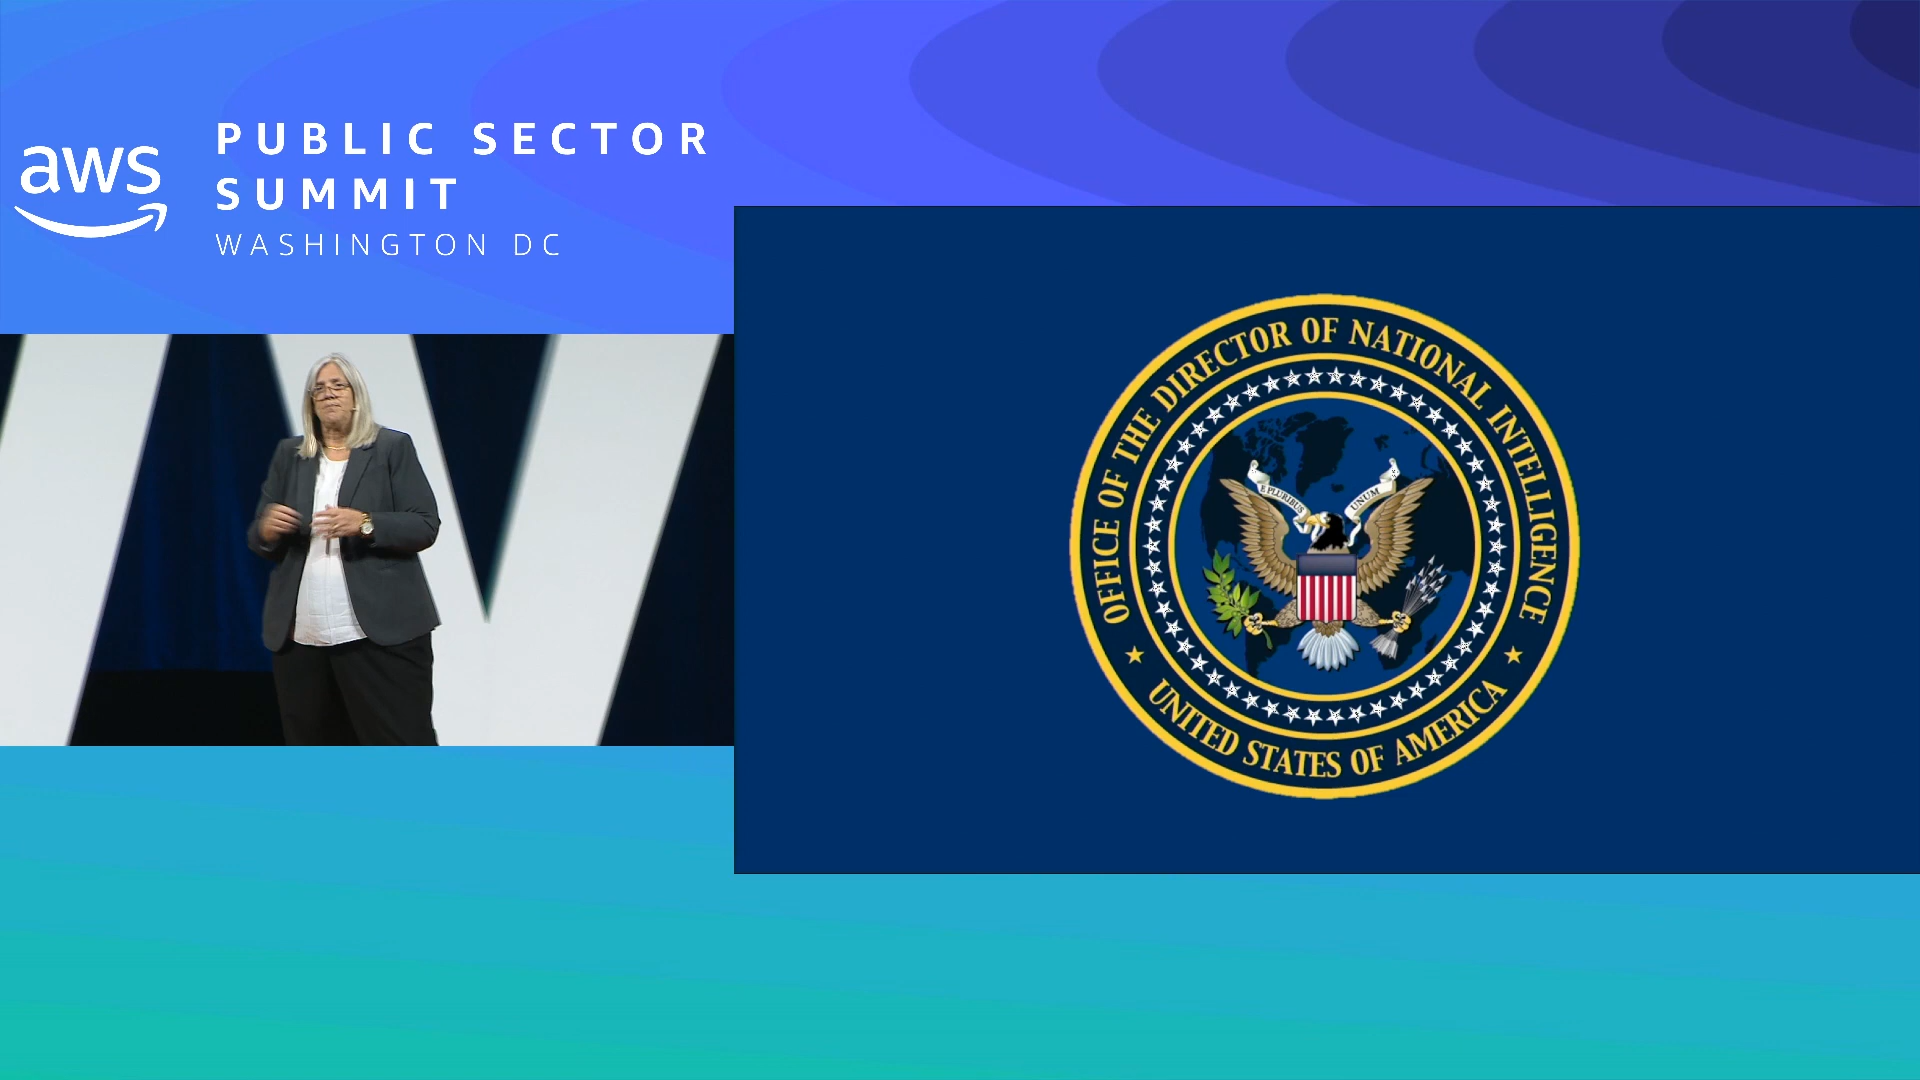 aws
PUBLIC SECTOR
SUMMIT
WASHINGTON DC
OFFICE OF THE DIRECTOR OF NATIONAL INTELLIGENCE
E PLURIBUS UNUM
UNITED STATES OF AMERICA